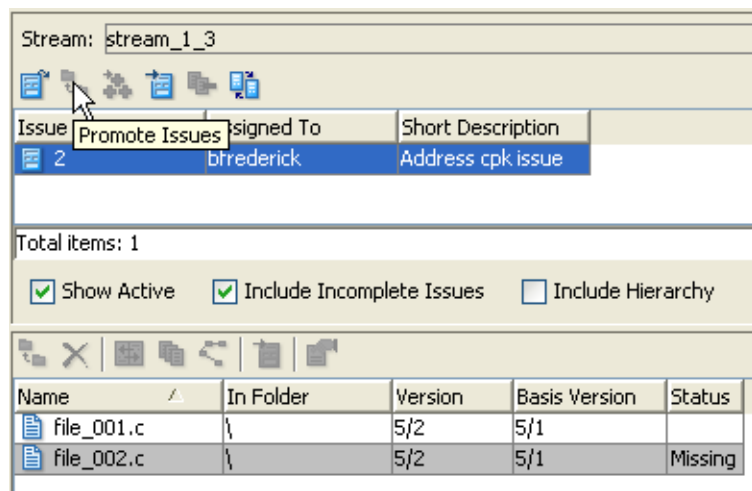 Stream: stream_1_3
Issue ssigned To Short Description
Promote Issues
2 bfrederick Address cpk issue
Total items: 1
Show Active Include Incomplete Issues Include Hierarchy
Name In Folder Version Basis Version Status
file_001.c \ 5/2 5/1
file_002.c \ 5/2 5/1 Missing